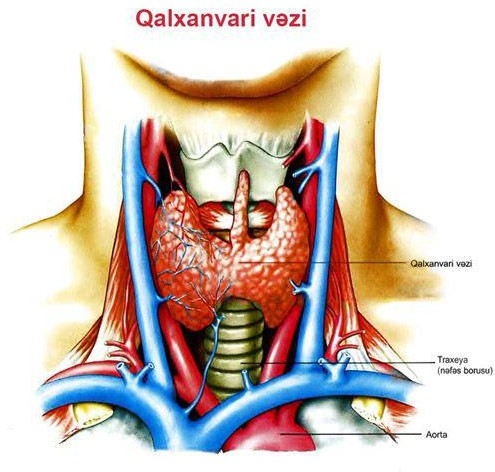 Qalxanvari vəzi
Qalxanvari vəzi
Traxeya
(nəfəs borusu)
Aorta